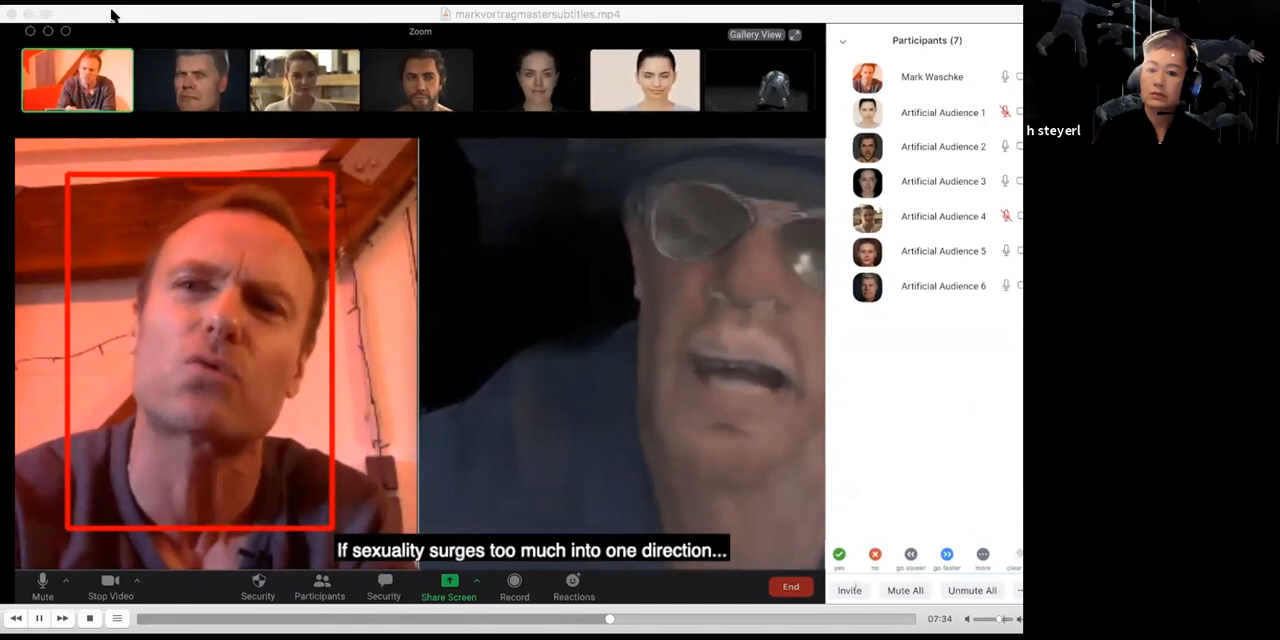 markvortragmastersubtitles.mp4
Zoom
Gallery View
Participants (7)
Mark Waschke
Artificial Audience 1
Artificial Audience 2
Artificial Audience 3
Artificial Audience 4
Artificial Audience 5
Artificial Audience 6
h steyerl
If sexuality surges too much into one direction...
yes
no
go slower
go faster
more
clear
Mute
Stop Video
Security
Participants
Security
Share Screen
Record
Reactions
End
Invite
Mute All
Unmute All
07:34